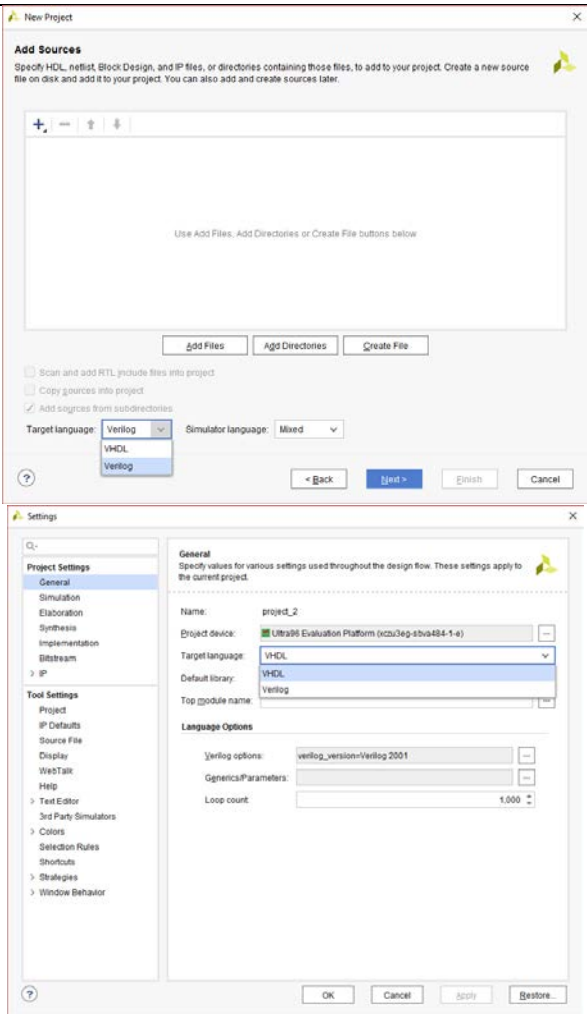 New Project
Add Sources
Specify HDL, netlist, Block Design, and IP files, or directories containing those files, to add to your project. Create a new source
file on disk and add it to your project. You can also add and create sources later.
Use Add Files, Add Directories or Create File buttons below
Add Files Add Directories Create File
Scan and add RTL include files into project
Copy sources into project
Add sources from subdirectories
Target language: Verilog Simulator language: Mixed
VHDL
Verilog
? < Back Next > Finish Cancel
Settings
Q-
Project Settings
General
Simulation
Elaboration
Synthesis
Implementation
Bitstream
> IP
Tool Settings
Project
IP Defaults
Source File
Display
WebTalk
Help
> Text Editor
3rd Party Simulators
> Colors
Selection Rules
Shortcuts
> Strategies
> Window Behavior
General
Specify values for various settings used throughout the design flow. These settings apply to
the current project.
Name: project_2
Project device: Ultra96 Evaluation Platform (xczu3eg-sbva484-1-e) ...
Target language: VHDL
VHDL
Default library:
Verilog
Top module name: ...
Language Options
Verilog options: verilog_version=Verilog 2001 ...
Generics/Parameters: ...
Loop count: 1,000
? OK Cancel Apply Restore...